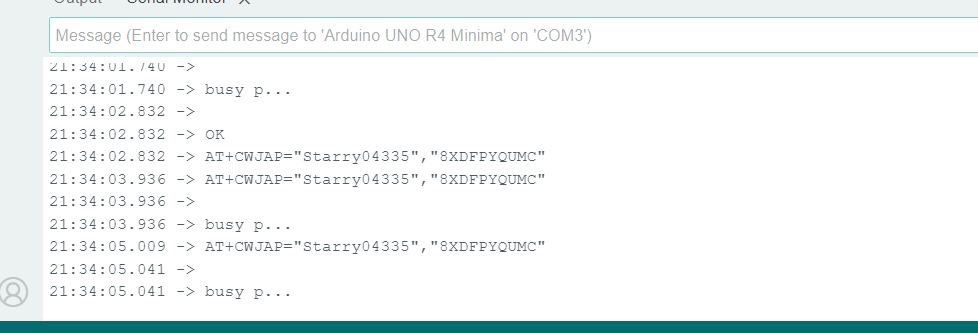 Output Serial Monitor X
Message (Enter to send message to 'Arduino UNO R4 Minima' on 'COM3')
21:34:01.740 ->
21:34:01.740 -> busy p...
21:34:02.832 ->
21:34:02.832 -> OK
21:34:02.832 -> AT+CWJAP="Starry04335","8XDFPYQUMC"
21:34:03.936 -> AT+CWJAP="Starry04335","8XDFPYQUMC"
21:34:03.936 ->
21:34:03.936 -> busy p...
21:34:05.009 -> AT+CWJAP="Starry04335","8XDFPYQUMC"
21:34:05.041 ->
21:34:05.041 -> busy p...